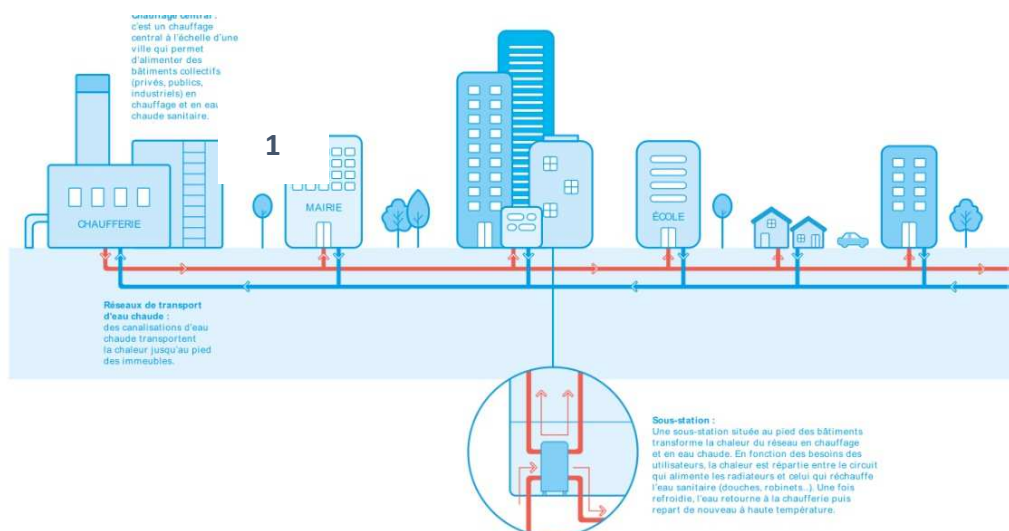 Chauffage central :
c'est un chauffage
central à l'échelle d'une
ville qui permet
d'alimenter des
bâtiments collectifs
(privés, publics,
industriels) en
chauffage et en eau
chaude sanitaire.
1
CHAUFFERIE
MAIRIE
ÉCOLE
Réseaux de transport
d'eau chaude :
des canalisations d'eau
chaude transportent
la chaleur jusqu'au pied
des immeubles.
Sous-station :
Une sous-station située au pied des bâtiments
transforme la chaleur du réseau en chauffage
et en eau chaude. En fonction des besoins des
utilisateurs, la chaleur est répartie entre le circuit
qui alimente les radiateurs et celui qui réchauffe
l'eau sanitaire (douches, robinets..). Une fois
refroidie, l'eau retourne à la chaufferie puis
repart de nouveau à haute température.